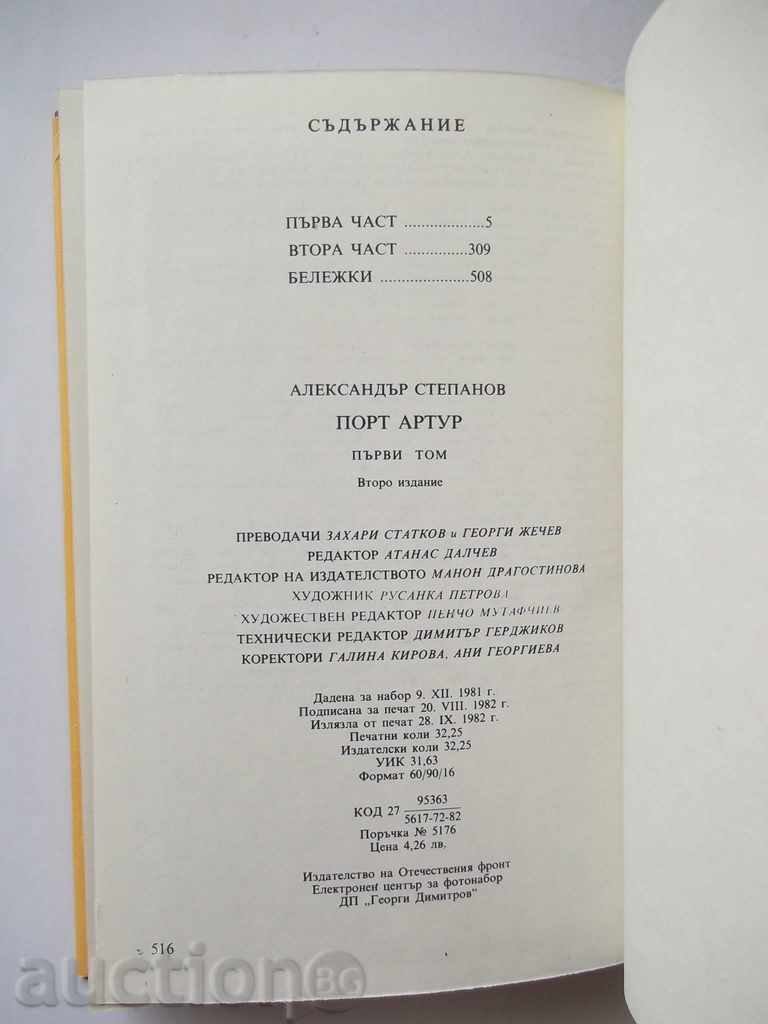 СЪДЪРЖАНИЕ
ПЪРВА ЧАСТ ...................5
ВТОРА ЧАСТ ...............309
БЕЛЕЖКИ .....................508
АЛЕКСАНДЪР СТЕПАНОВ
ПОРТ АРТУР
ПЪРВИ ТОМ
Второ издание
ПРЕВОДАЧИ ЗАХАРИ СТАТКОВ и ГЕОРГИ ЖЕЧЕВ
РЕДАКТОР АТАНАС ДАЛЧЕВ
РЕДАКТОР НА ИЗДАТЕЛСТВОТО МАНОН ДРАГОСТИНОВА
ХУДОЖНИК РУСАНКА ПЕТРОВА
ХУДОЖЕСТВЕН РЕДАКТОР ПЕНЧО МУТАФЧИЕВ
ТЕХНИЧЕСКИ РЕДАКТОР ДИМИТЪР ГЕРДЖИКОВ
КОРЕКТОРИ ГАЛИНА КИРОВА, АНИ ГЕОРГИЕВА
Дадена за набор 9. XII. 1981 г.
Подписана за печат 20. VIII. 1982 г.
Излязла от печат 28. IX. 1982 г.
Печатни коли 32,25
Издателски коли 32,25
УИК 31,63
Формат 60/90/16
КОД 27 95363
5617-72-82
Поръчка № 5176
Цена 4,26 лв.
Издателство на Отечествения фронт
Електронен център за фотонабор
ДП „Георги Димитров"
516
auctionBG